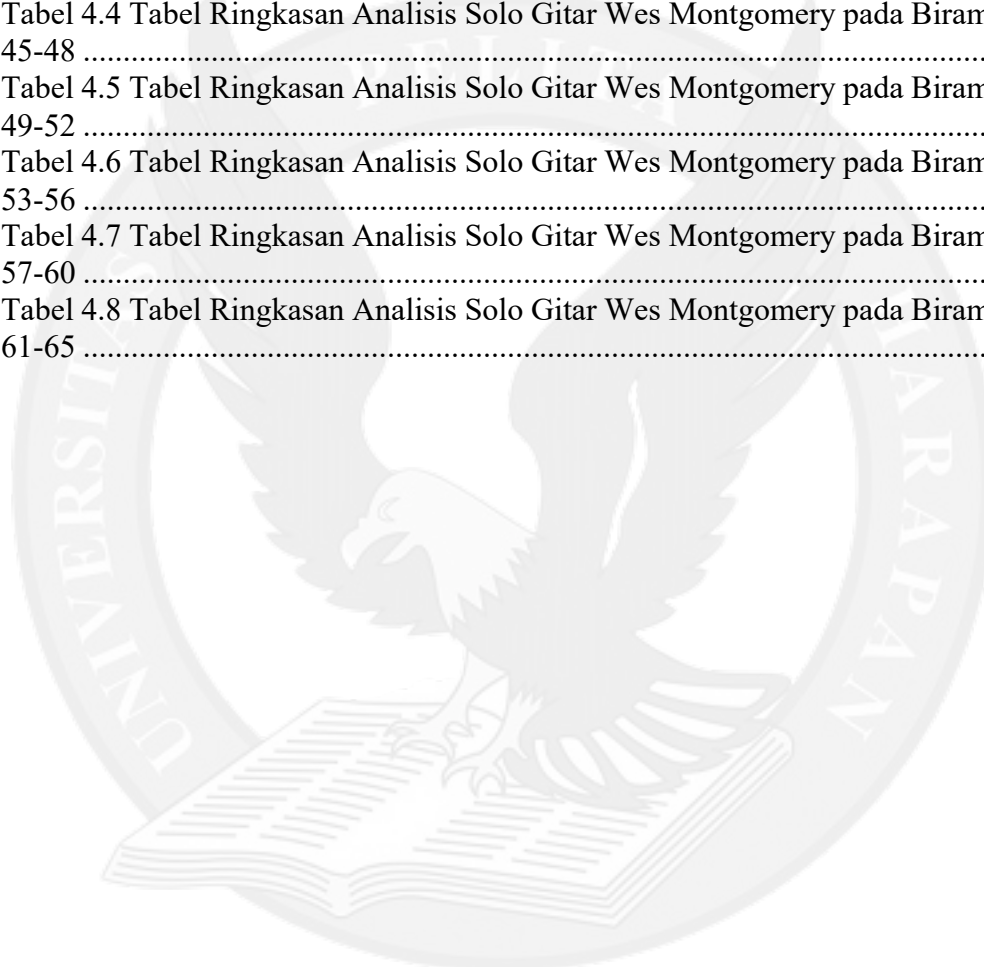 Tabel 4.4 Tabel Ringkasan Analisis Solo Gitar Wes Montgomery pada Biram
45-48 ....................................................................................................................
Tabel 4.5 Tabel Ringkasan Analisis Solo Gitar Wes Montgomery pada Biram
49-52 ....................................................................................................................
Tabel 4.6 Tabel Ringkasan Analisis Solo Gitar Wes Montgomery pada Biram
53-56 ....................................................................................................................
Tabel 4.7 Tabel Ringkasan Analisis Solo Gitar Wes Montgomery pada Biram
57-60 ....................................................................................................................
Tabel 4.8 Tabel Ringkasan Analisis Solo Gitar Wes Montgomery pada Biram
61-65 ....................................................................................................................
UNIVERSITAS PELITA HARAPAN